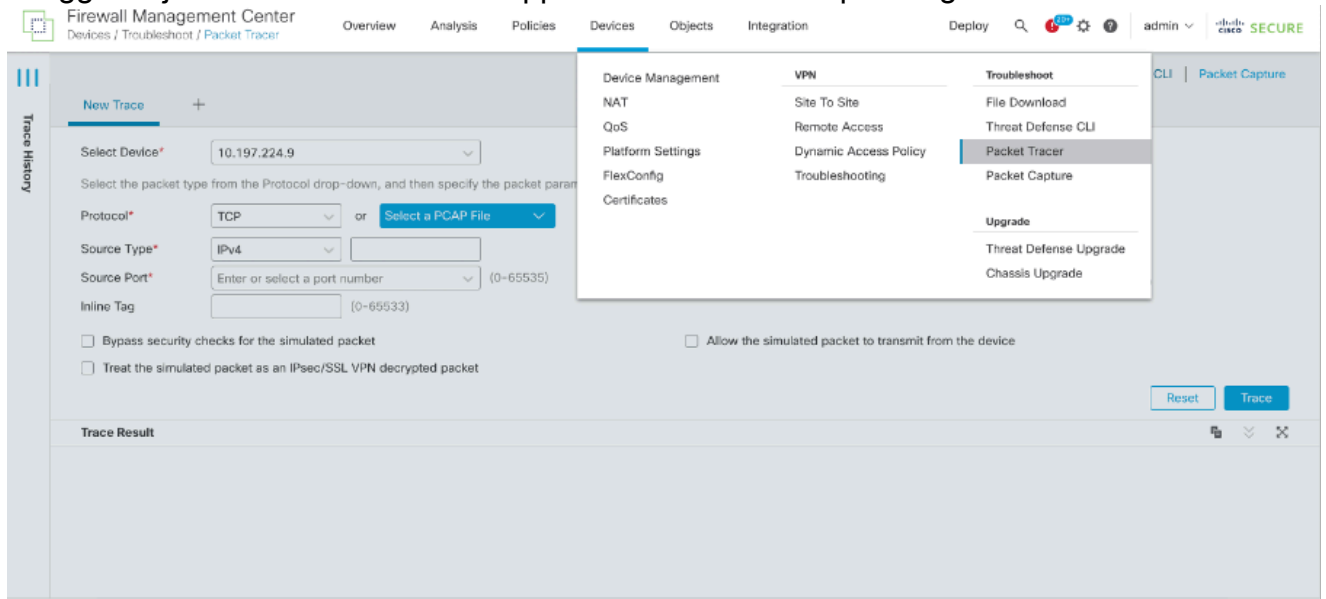 Firewall Management Center
Devices / Troubleshoot / Packet Tracer
Overview Analysis Policies Devices Objects Integration Deploy 20+ admin cisco SECURE
Device Management
NAT
QoS
Platform Settings
FlexConfig
Certificates
VPN
Site To Site
Remote Access
Dynamic Access Policy
Troubleshooting
Troubleshoot
File Download
Threat Defense CLI
Packet Tracer
Packet Capture
Upgrade
Threat Defense Upgrade
Chassis Upgrade
CLI | Packet Capture
Trace History
New Trace +
Select Device* 10.197.224.9
Select the packet type from the Protocol drop-down, and then specify the packet param
Protocol* TCP or Select a PCAP File
Source Type* IPv4
Source Port* Enter or select a port number (0-65535)
Inline Tag (0-65533)
Bypass security checks for the simulated packet Allow the simulated packet to transmit from the device
Treat the simulated packet as an IPsec/SSL VPN decrypted packet
Reset Trace
Trace Result